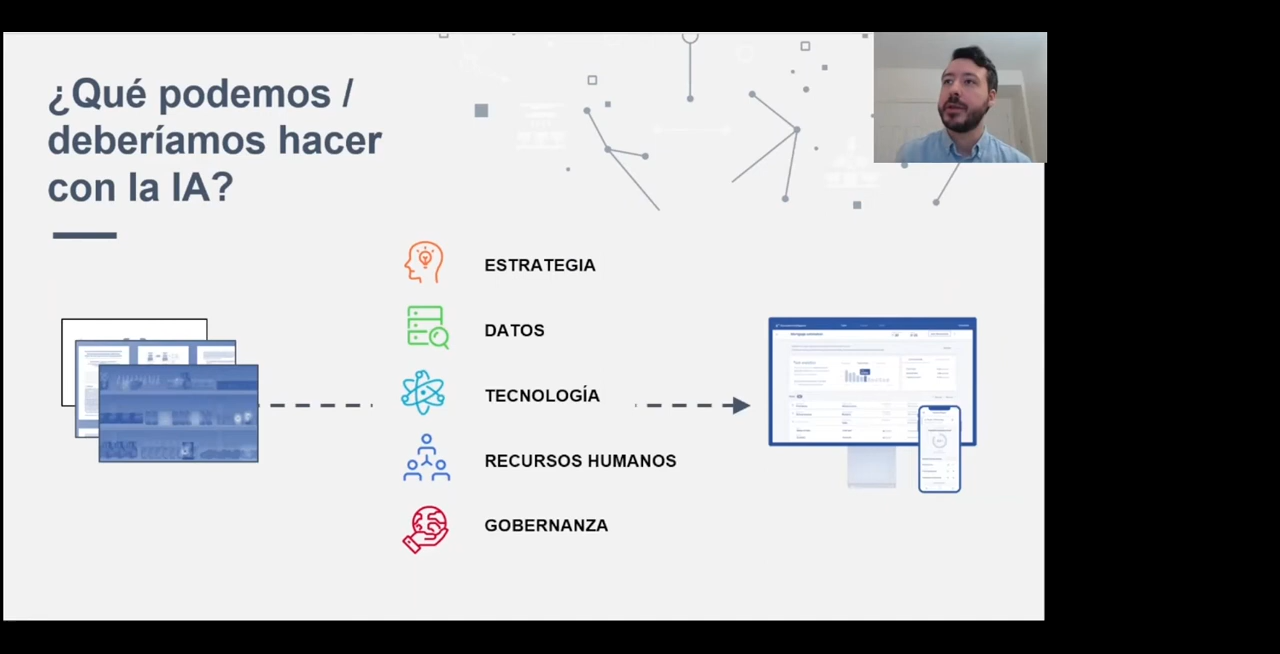 ¿Qué podemos /
deberíamos hacer
con la IA?
ESTRATEGIA
DATOS
TECNOLOGÍA
RECURSOS HUMANOS
GOBERNANZA